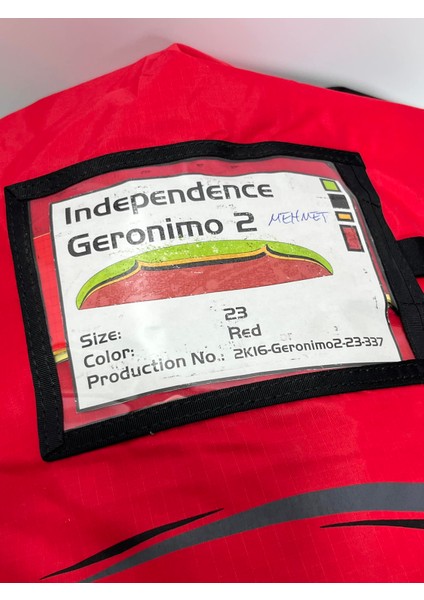 Independence
Geronimo 2 MEHMET
Size: 23
Color: Red
Production No.: 2K16-Geronimo2-23-337